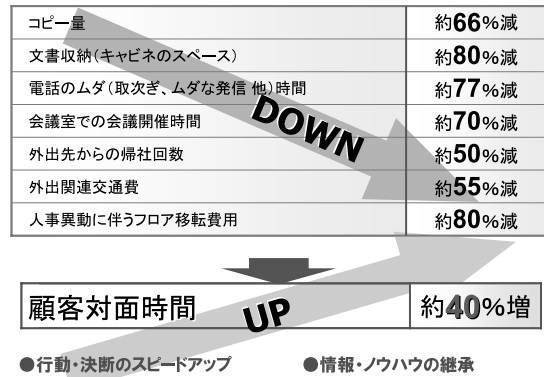 コピー量 約66%減
文書収納(キャビネのスペース) 約80%減
電話のムダ(取次ぎ、ムダな発信 他)時間 約77%減
会議室での会議開催時間 約70%減
外出先からの帰社回数 約50%減
外出関連交通費 約55%減
人事異動に伴うフロア移転費用 約80%減
DOWN
顧客対面時間 約40%増
UP
●行動・決断のスピードアップ ●情報・ノウハウの継承